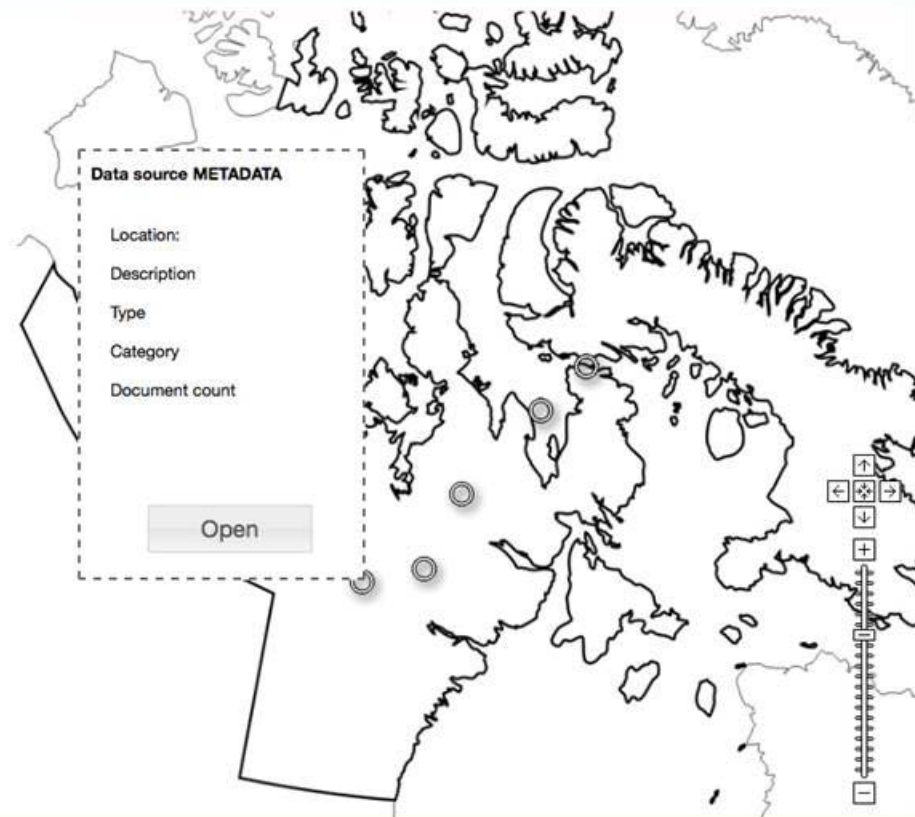 Data source METADATA
Location:
Description
Type
Category
Document count
Open